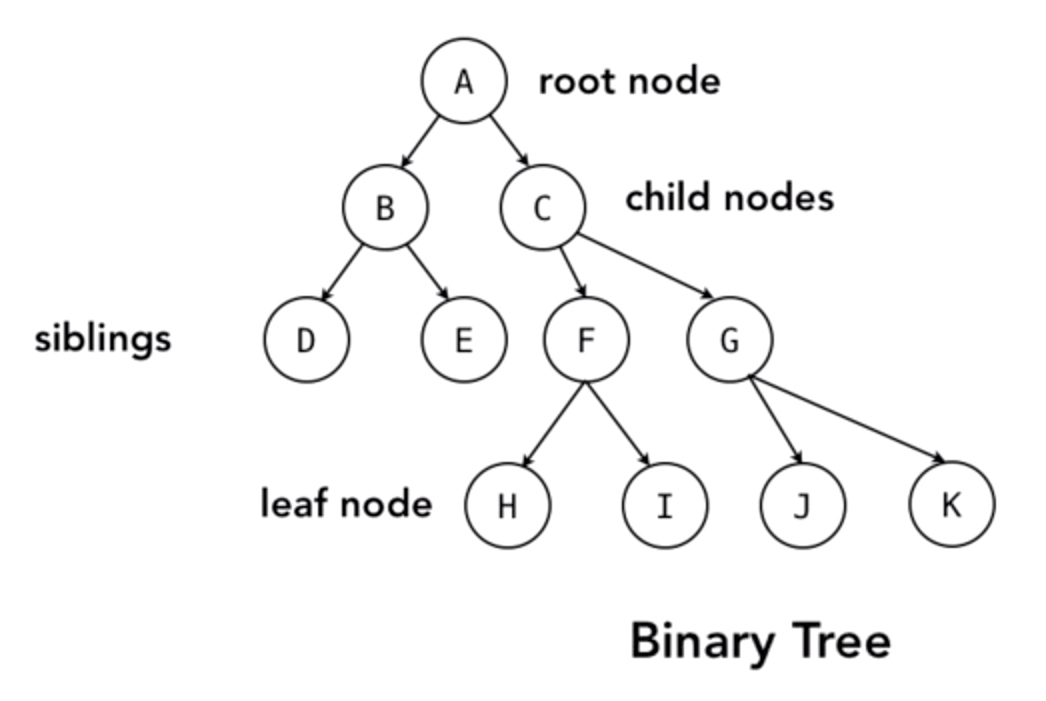 A root node
B C child nodes
siblings D E F G
leaf node H I J K
Binary Tree